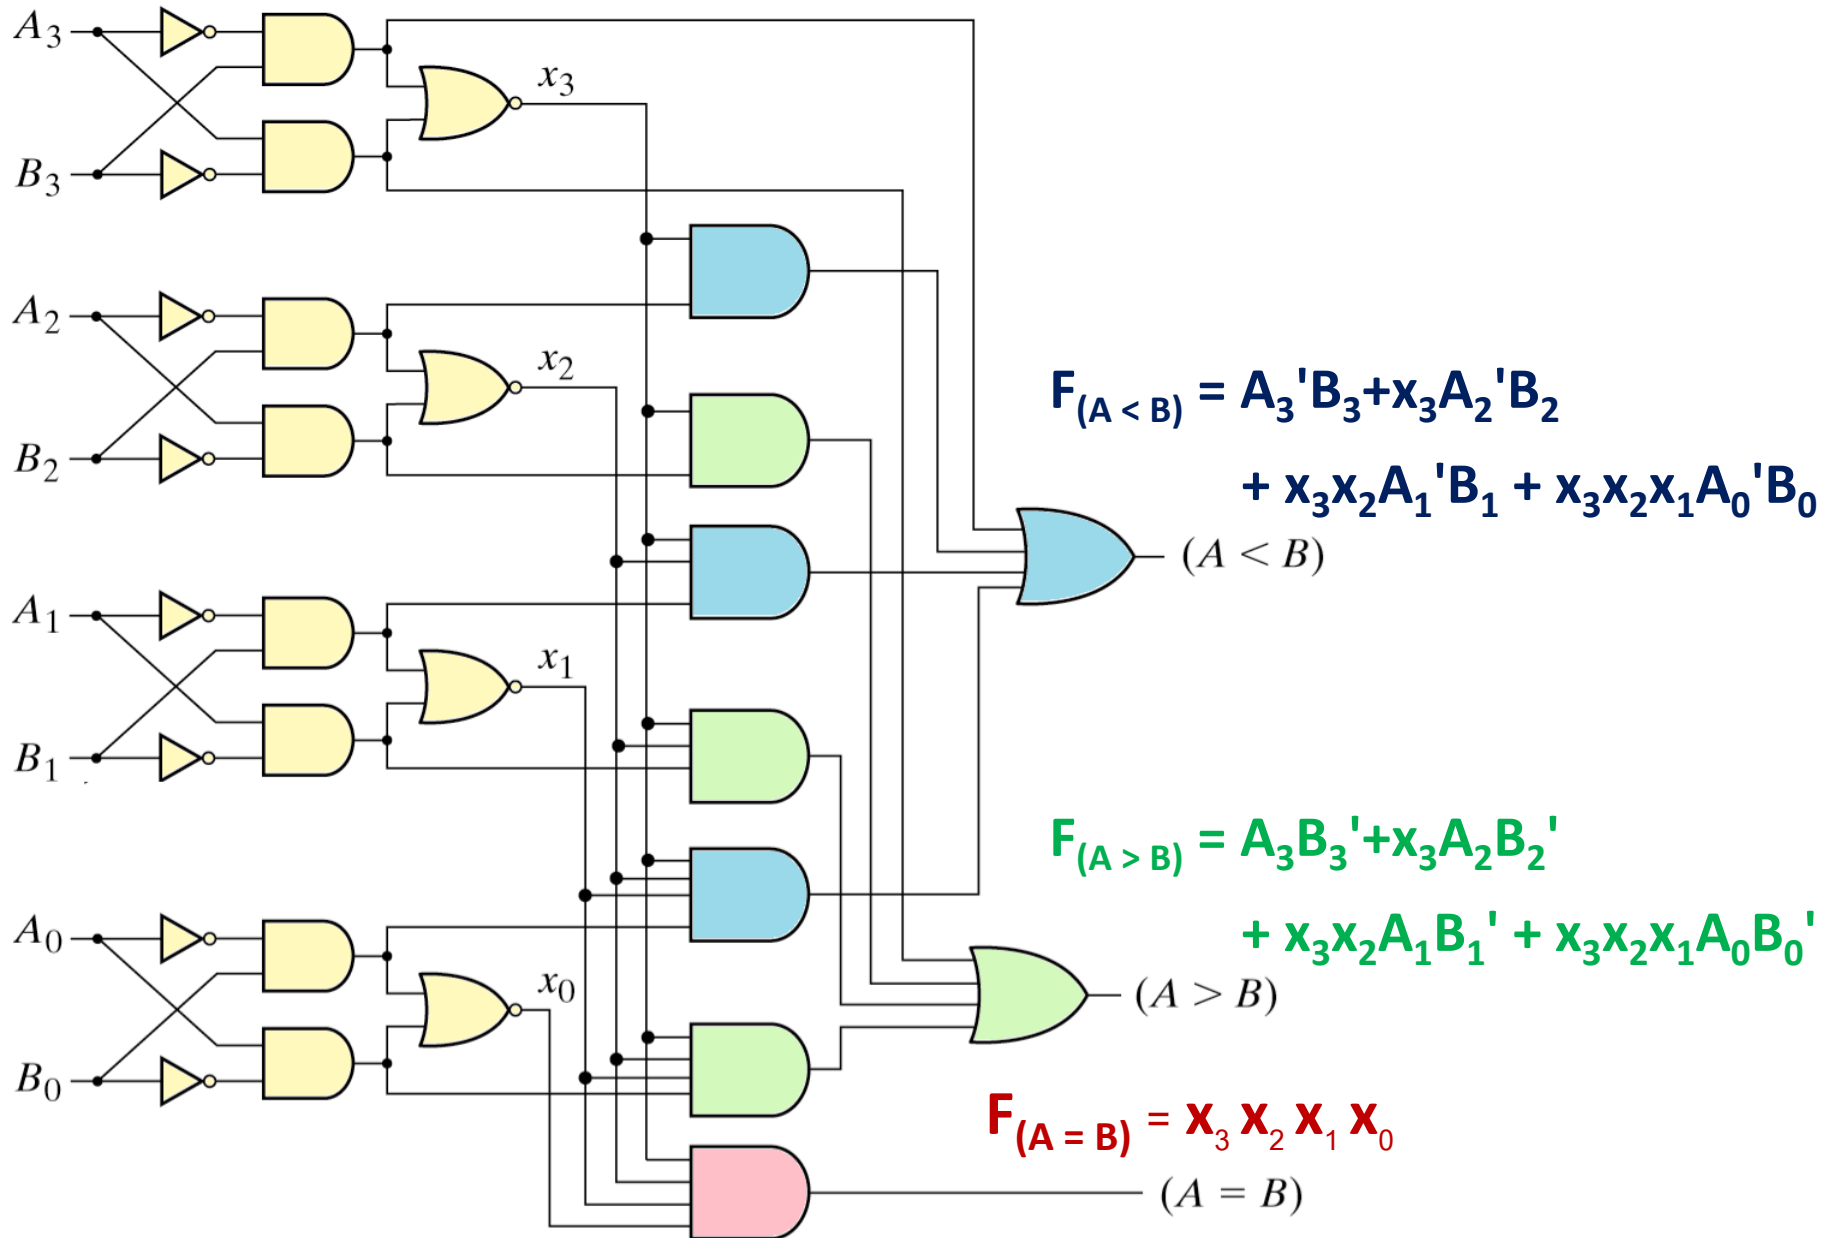 A₃
x₃
B₃
A₂
x₂
B₂
F₍A < B₎ = A₃'B₃+x₃A₂'B₂
+ x₃x₂A₁'B₁ + x₃x₂x₁A₀'B₀
(A < B)
A₁
x₁
B₁
F₍A > B₎ = A₃B₃'+x₃A₂B₂'
+ x₃x₂A₁B₁' + x₃x₂x₁A₀B₀'
A₀
x₀
(A > B)
B₀
F₍A = B₎ = x₃ x₂ x₁ x₀
(A = B)